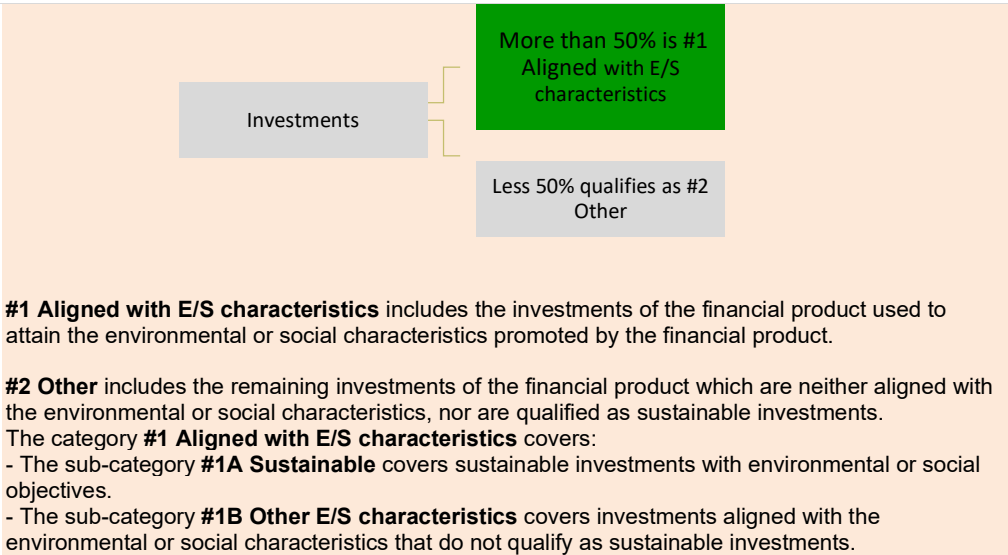 More than 50% is #1
Aligned with E/S
characteristics
Investments
Less 50% qualifies as #2
Other
#1 Aligned with E/S characteristics includes the investments of the financial product used to
attain the environmental or social characteristics promoted by the financial product.
#2 Other includes the remaining investments of the financial product which are neither aligned with
the environmental or social characteristics, nor are qualified as sustainable investments.
The category #1 Aligned with E/S characteristics covers:
- The sub-category #1A Sustainable covers sustainable investments with environmental or social
objectives.
- The sub-category #1B Other E/S characteristics covers investments aligned with the
environmental or social characteristics that do not qualify as sustainable investments.